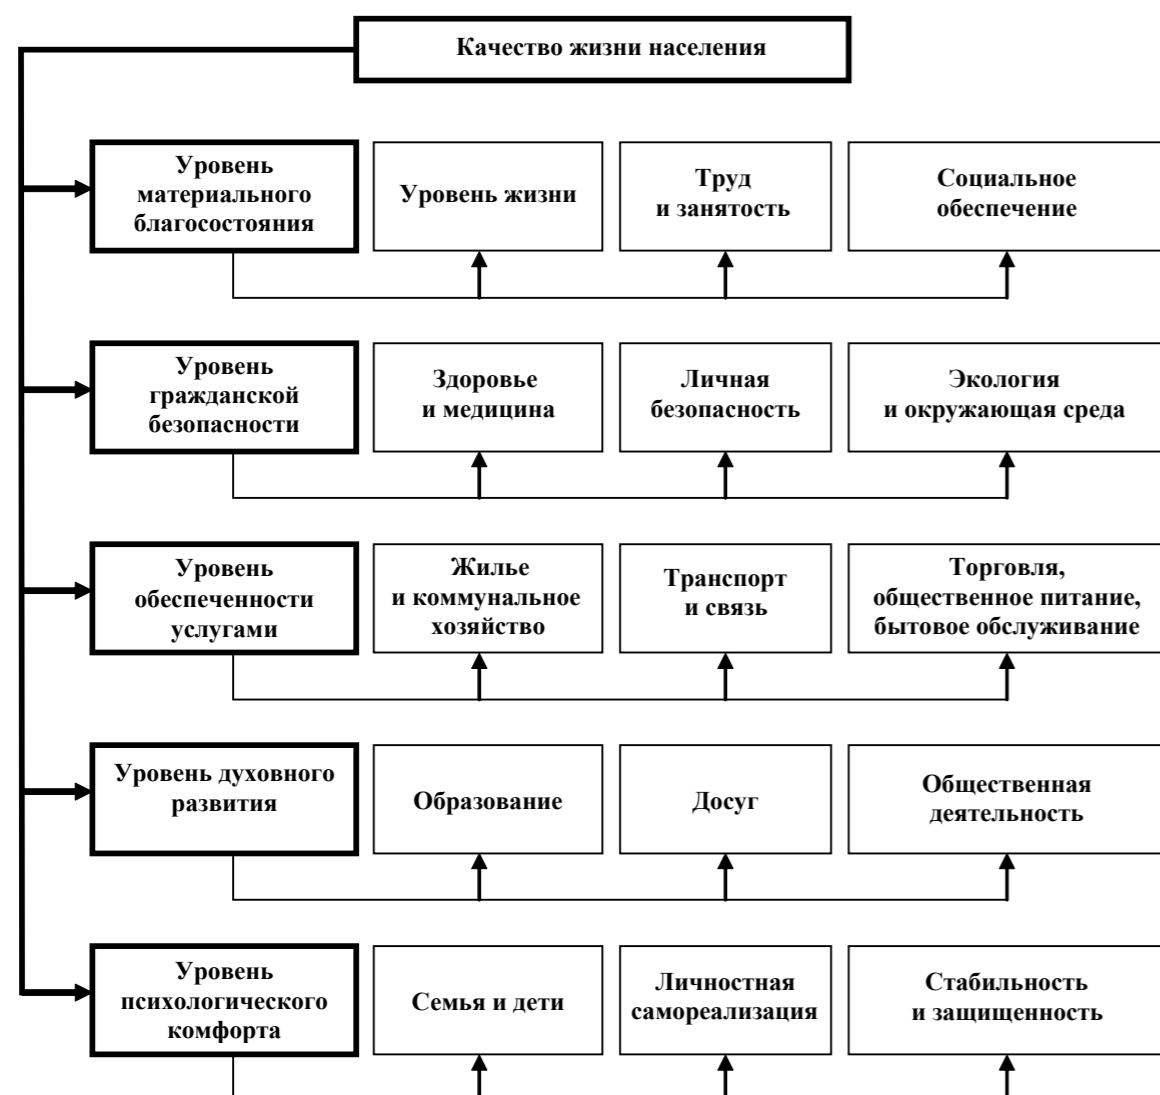 Качество жизни населения
Уровень
материального
благосостояния
Уровень жизни
Труд
и занятость
Социальное
обеспечение
Уровень
гражданской
безопасности
Здоровье
и медицина
Личная
безопасность
Экология
и окружающая среда
Уровень
обеспеченности
услугами
Жилье
и коммунальное
хозяйство
Транспорт
и связь
Торговля,
общественное питание,
бытовое обслуживание
Уровень духовного
развития
Образование
Досуг
Общественная
деятельность
Уровень
психологического
комфорта
Семья и дети
Личностная
самореализация
Стабильность
и защищенность